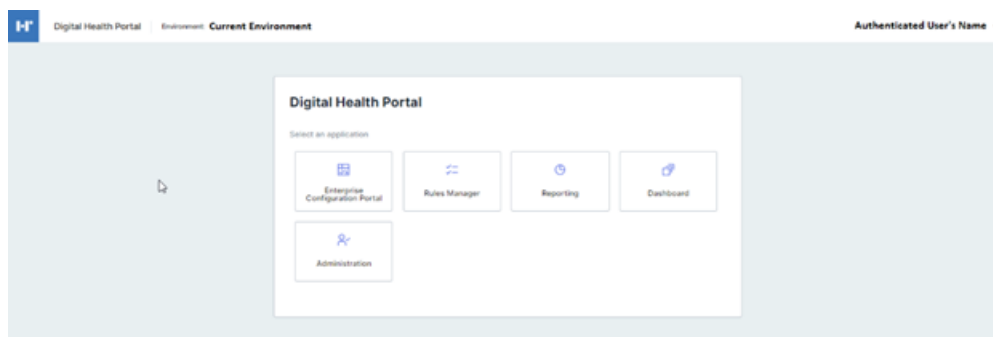 Digital Health Portal Environment: Current Environment Authenticated User's Name
Digital Health Portal
Select an application
Enterprise
Configuration Portal
Rules Manager
Reporting
Dashboard
Administration